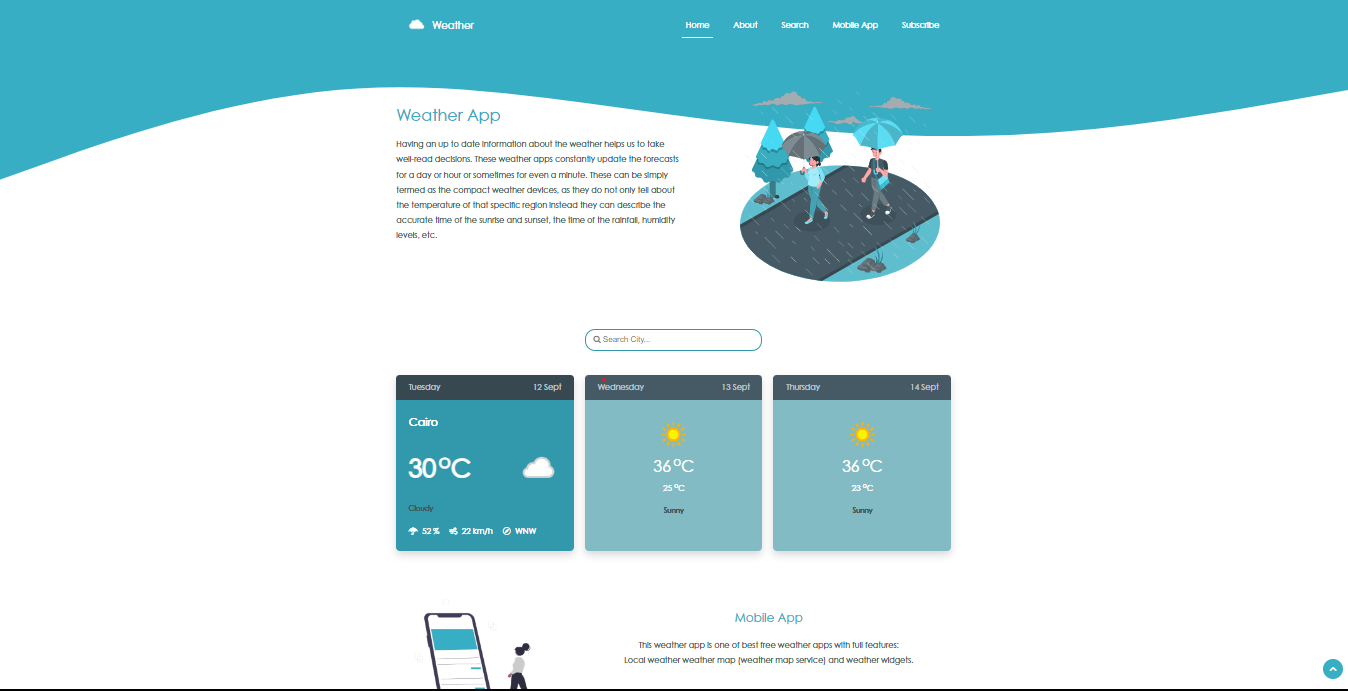 Weather
Home About Search Mobile App Subscribe
Weather App
Having an up to date information about the weather helps us to take
well-read decisions. These weather apps constantly update the forecasts
for a day or hour or sometimes for even a minute. These can be simply
termed as the compact weather devices, as they do not only tell about
the temperature of that specific region instead they can describe the
accurate time of the sunrise and sunset, the time of the rainfall, humidity
levels, etc.
Search City...
Tuesday 12 Sept
Cairo
30°C
Cloudy
52 % 22 km/h WNW
Wednesday 13 Sept
36 °C
25 °C
Sunny
Thursday 14 Sept
36 °C
23 °C
Sunny
Mobile App
This weather app is one of best free weather apps with full features:
Local weather weather map (weather map service) and weather widgets.